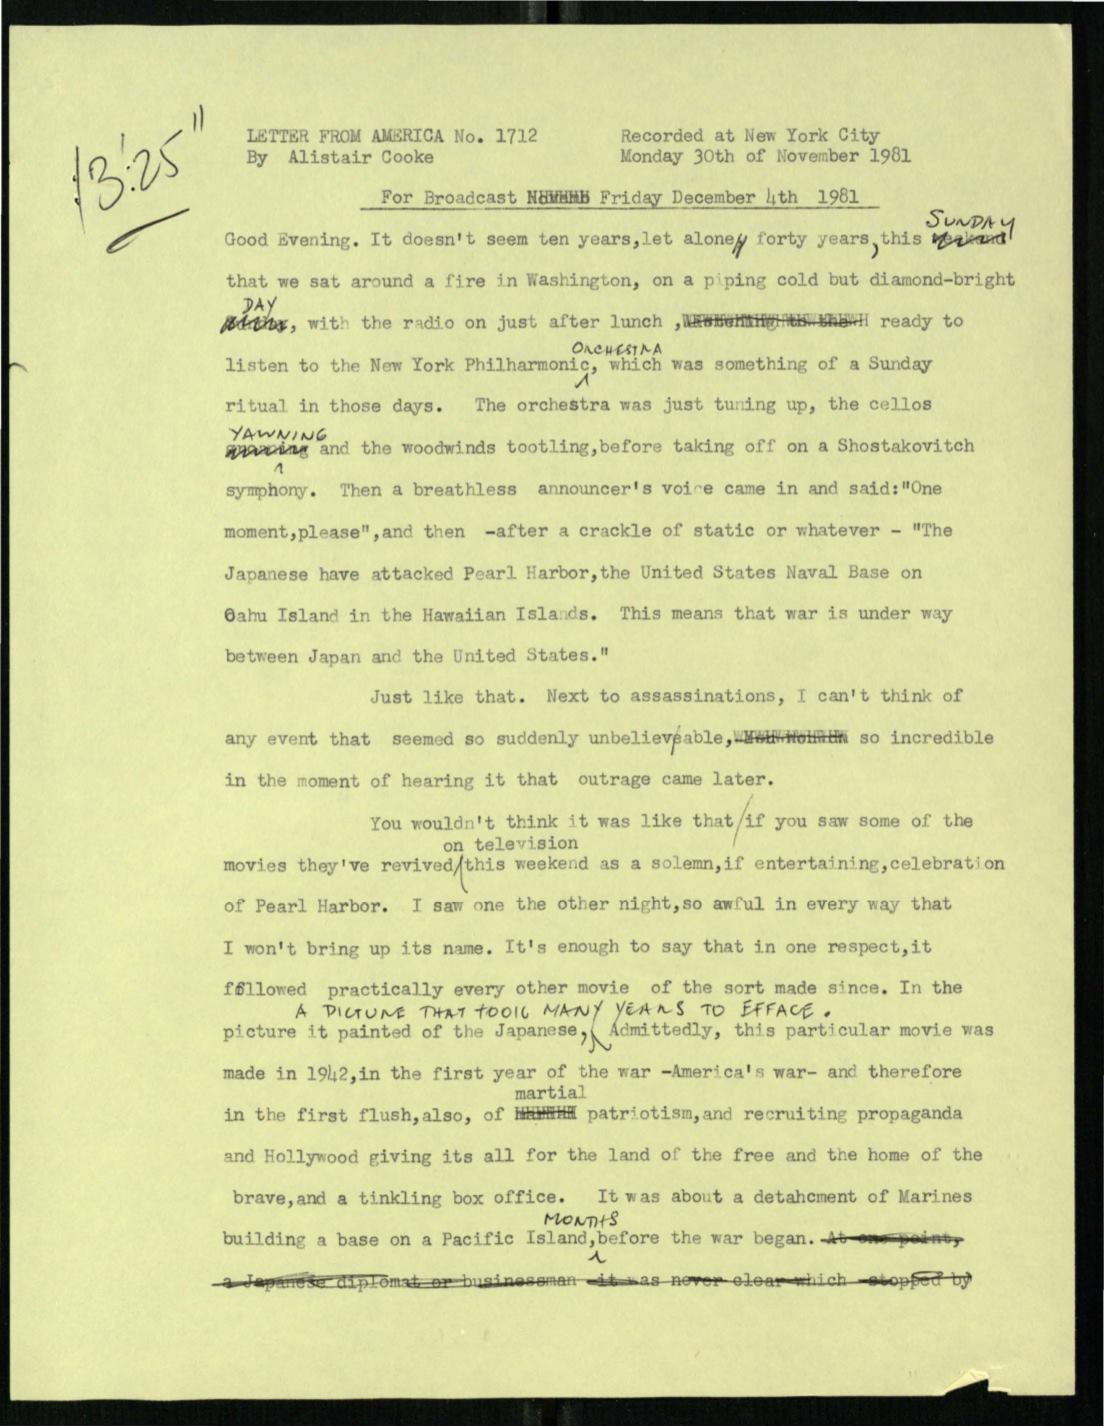 13'.25"
LETTER FROM AMERICA No. 1712 Recorded at New York City
By Alistair Cooke Monday 30th of November 1981
For Broadcast Friday December 4th 1981
SUNDAY
Good Evening. It doesn't seem ten years,let alone forty years, this weekend
that we sat around a fire in Washington, on a piping cold but diamond-bright
DAY
, with the radio on just after lunch , ready to
ORCHESTRA
listen to the New York Philharmonic, which was something of a Sunday
ritual in those days. The orchestra was just tuning up, the cellos
YAWNING
and the woodwinds tootling,before taking off on a Shostakovitch
symphony. Then a breathless announcer's voice came in and said:"One
moment,please",and then -after a crackle of static or whatever - "The
Japanese have attacked Pearl Harbor,the United States Naval Base on
Oahu Island in the Hawaiian Islands. This means that war is under way
between Japan and the United States."
Just like that. Next to assassinations, I can't think of
any event that seemed so suddenly unbelievable, so incredible
in the moment of hearing it that outrage came later.
You wouldn't think it was like that/if you saw some of the
on television
movies they've revived/this weekend as a solemn,if entertaining,celebration
of Pearl Harbor. I saw one the other night,so awful in every way that
I won't bring up its name. It's enough to say that in one respect,it
followed practically every other movie of the sort made since. In the
A PICTURE THAT TOOK MANY YEARS TO EFFACE.
picture it painted of the Japanese, Admittedly, this particular movie was
made in 1942,in the first year of the war -America's war- and therefore
martial
in the first flush,also, of patriotism,and recruiting propaganda
and Hollywood giving its all for the land of the free and the home of the
brave,and a tinkling box office. It was about a detahcment of Marines
MONTHS
building a base on a Pacific Island,before the war began. At one point,
a Japanese diplomat or businessman it was never clear which stopped by